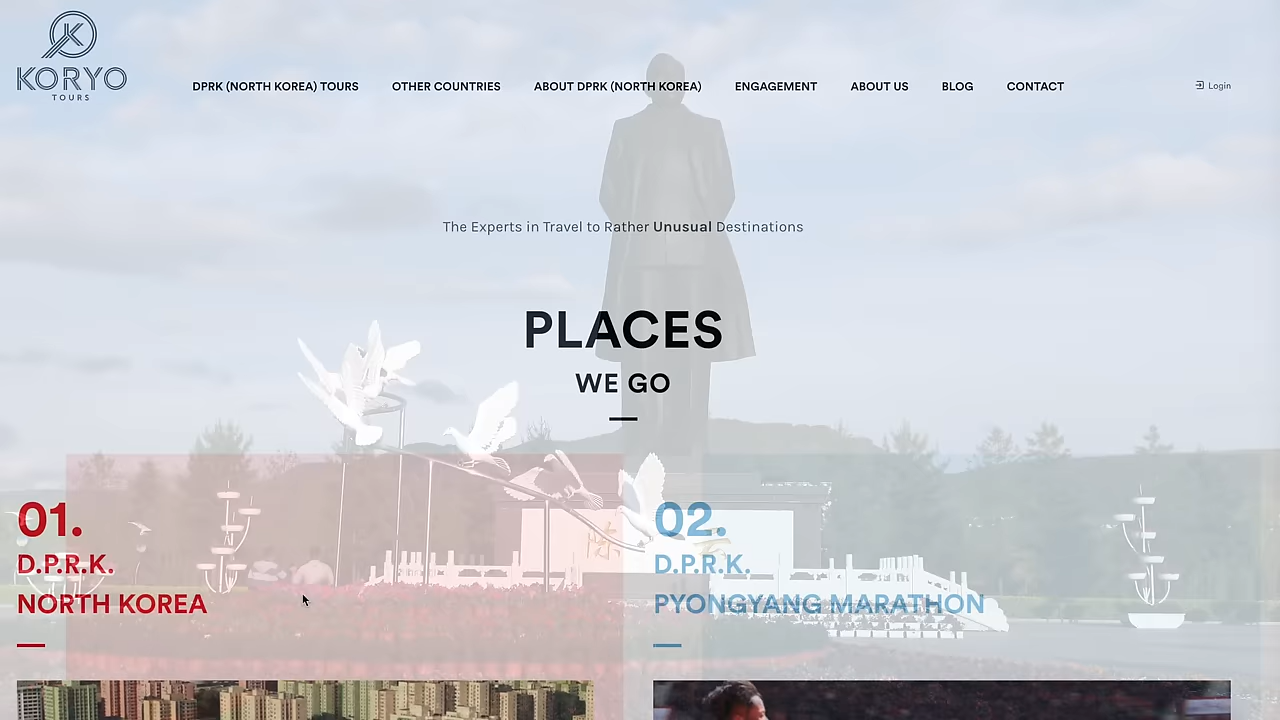 KORYO
TOURS
DPRK (NORTH KOREA) TOURS
OTHER COUNTRIES
ABOUT DPRK (NORTH KOREA)
ENGAGEMENT
ABOUT US
BLOG
CONTACT
Login
The Experts in Travel to Rather Unusual Destinations
PLACES
WE GO
01.
D.P.R.K.
NORTH KOREA
02.
D.P.R.K.
PYONGYANG MARATHON